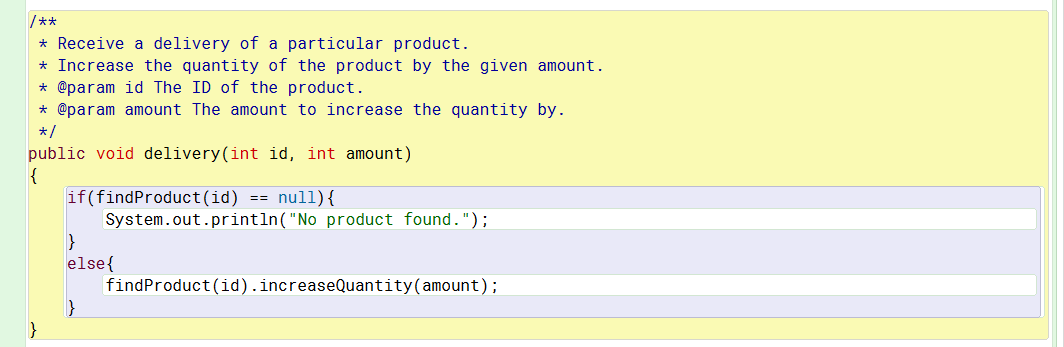 /**
 * Receive a delivery of a particular product.
 * Increase the quantity of the product by the given amount.
 * @param id The ID of the product.
 * @param amount The amount to increase the quantity by.
 */
public void delivery(int id, int amount)
{
    if(findProduct(id) == null){
        System.out.println("No product found.");
    }
    else{
        findProduct(id).increaseQuantity(amount);
    }
}